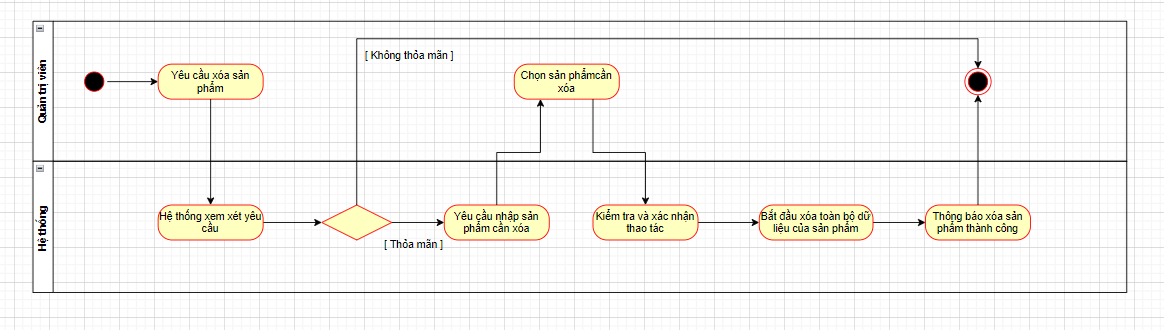 Quản trị viên
Yêu cầu xóa sản
phẩm
[ Không thỏa mãn ]
Chọn sản phẩmcần
xóa
Hệ thống
Hệ thống xem xét yêu
cầu
[ Thỏa mãn ]
Yêu cầu nhập sản
phẩm cần xóa
Kiểm tra và xác nhận
thao tác
Bắt đầu xóa toàn bộ dữ
liệu của sản phẩm
Thông báo xóa sản
phẩm thành công